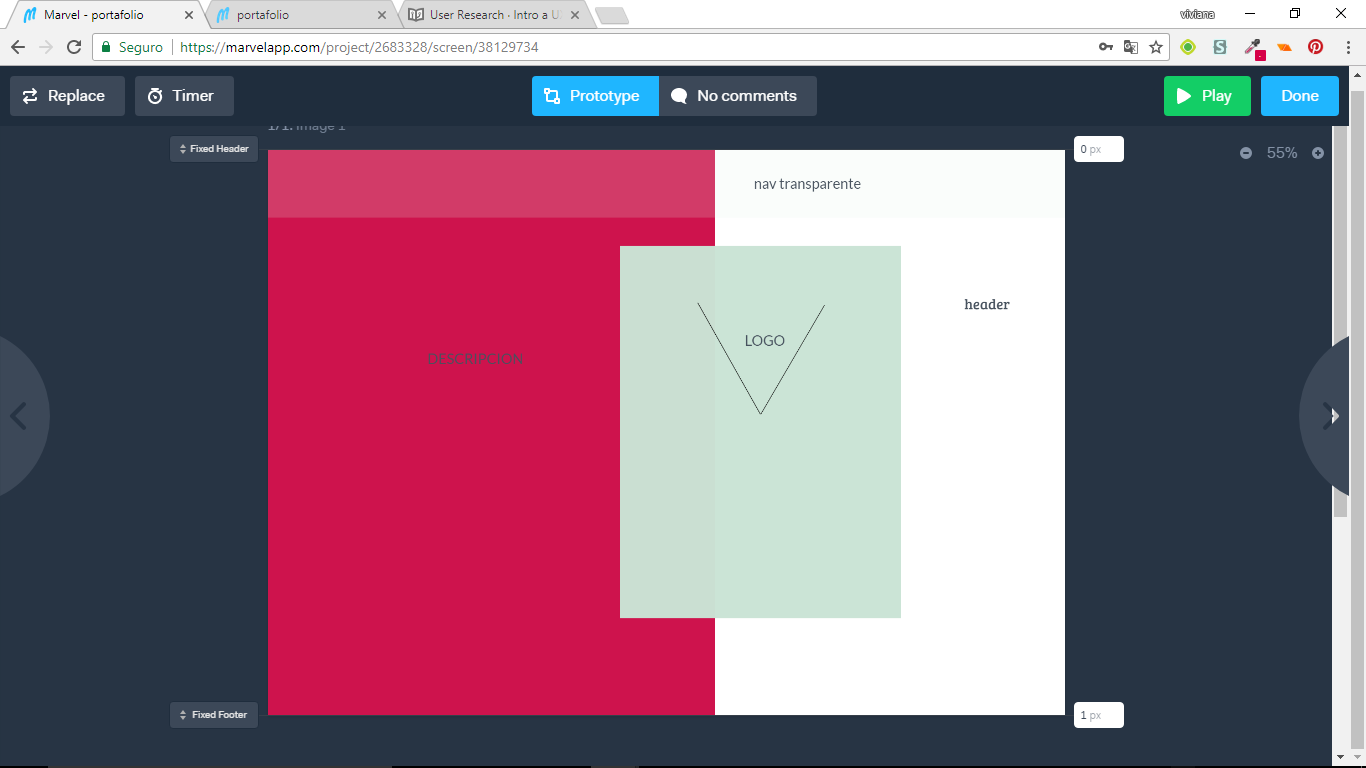 Marvel - portafolio
portafolio
User Research · Intro a U
viviana
Seguro
https://marvelapp.com/project/2683328/screen/38129734
Replace
Timer
Prototype
No comments
Play
Done
1/1. Image 1
Fixed Header
0 px
55%
nav transparente
header
LOGO
DESCRIPCION
Fixed Footer
1 px